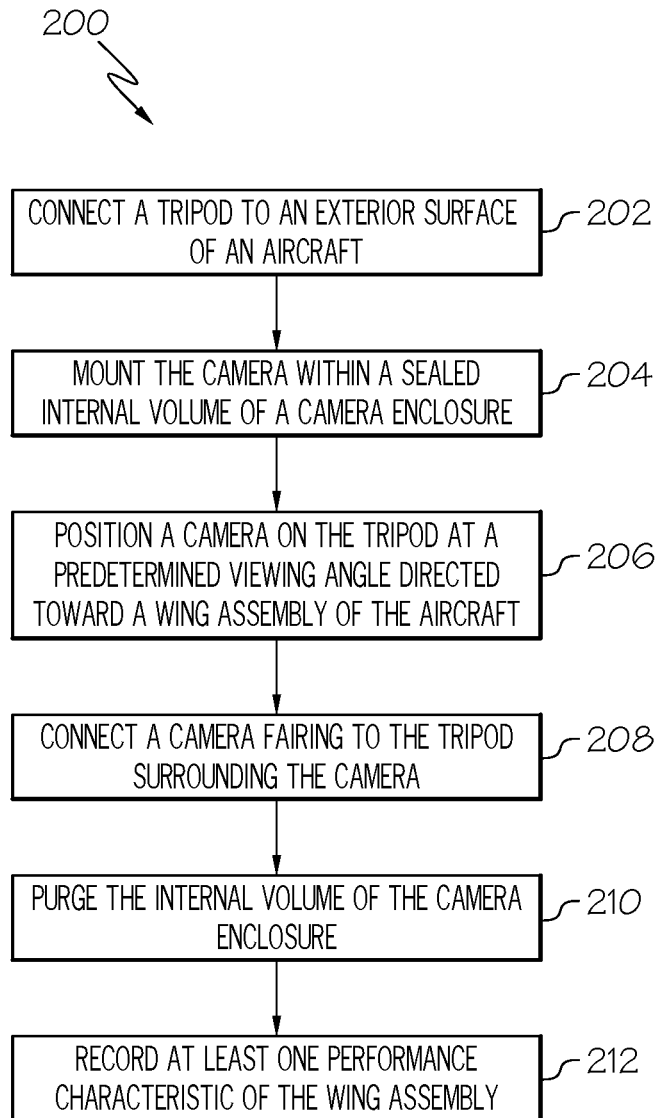 200
CONNECT A TRIPOD TO AN EXTERIOR SURFACE
OF AN AIRCRAFT
202
MOUNT THE CAMERA WITHIN A SEALED
INTERNAL VOLUME OF A CAMERA ENCLOSURE
204
POSITION A CAMERA ON THE TRIPOD AT A
PREDETERMINED VIEWING ANGLE DIRECTED
TOWARD A WING ASSEMBLY OF THE AIRCRAFT
206
CONNECT A CAMERA FAIRING TO THE TRIPOD
SURROUNDING THE CAMERA
208
PURGE THE INTERNAL VOLUME OF THE CAMERA
ENCLOSURE
210
RECORD AT LEAST ONE PERFORMANCE
CHARACTERISTIC OF THE WING ASSEMBLY
212